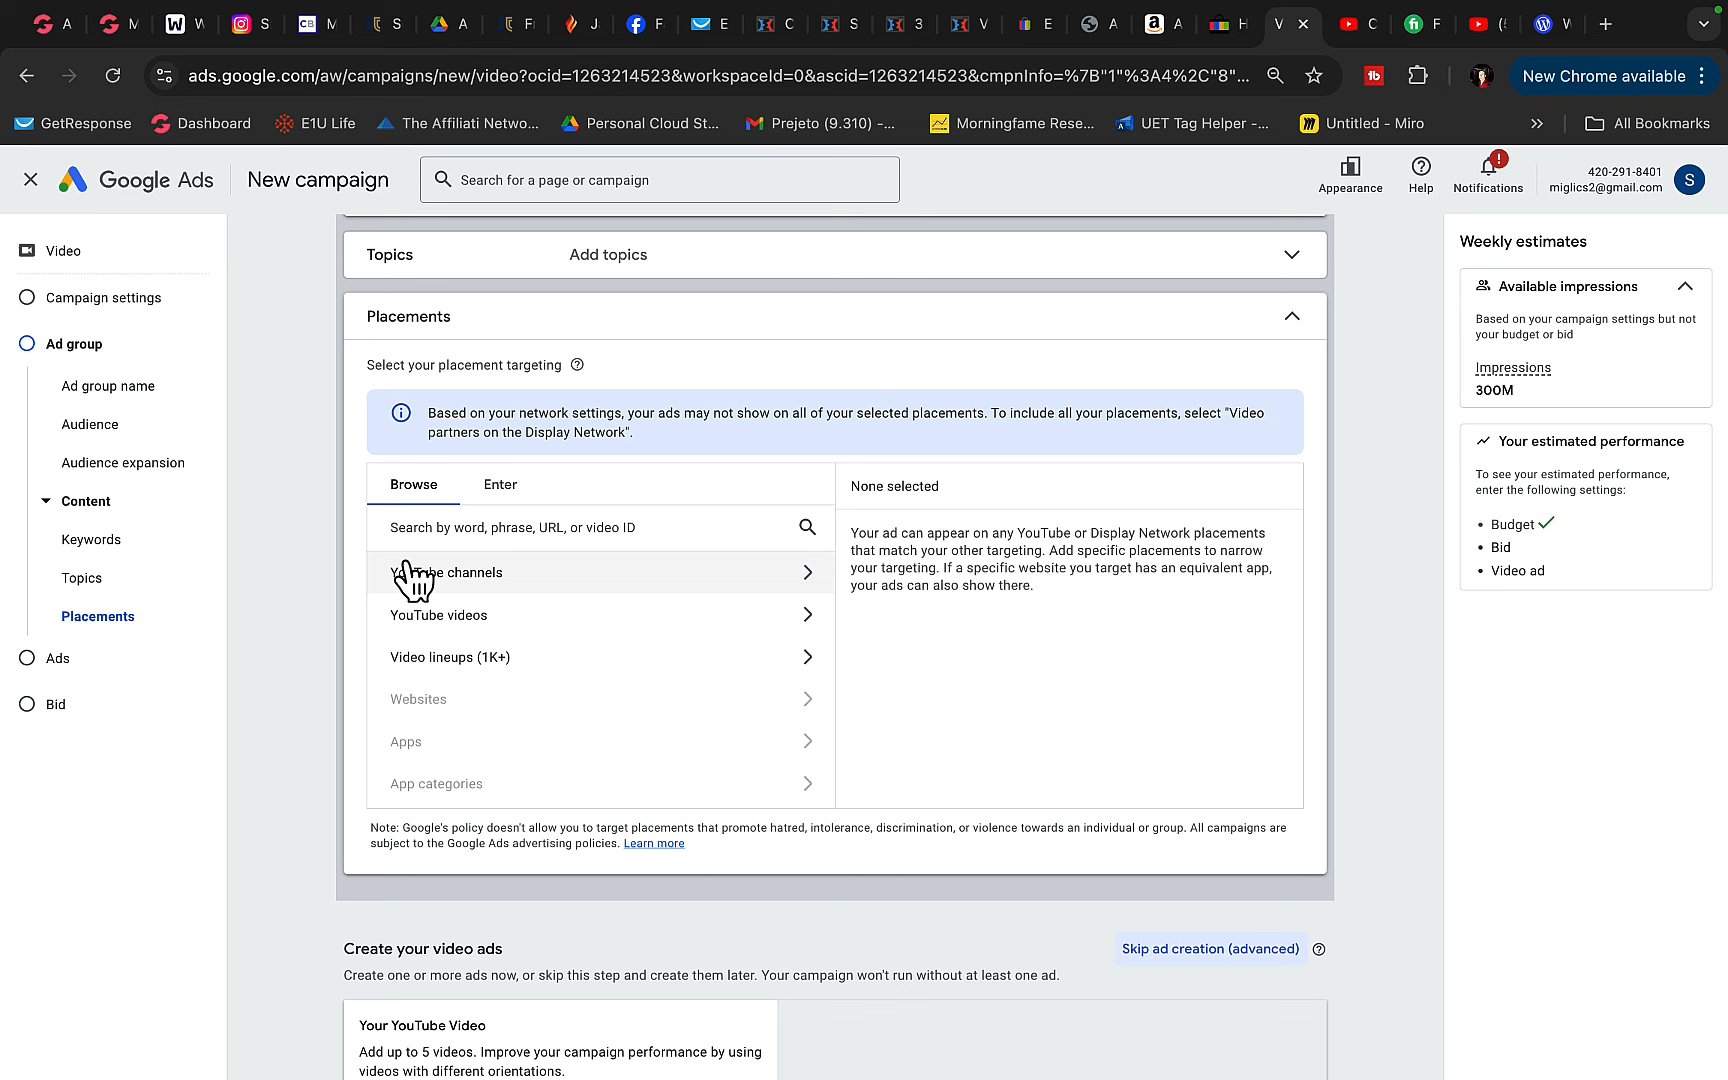 A
M
W
S
M
S
A
F
J
F
E
C
S
3
V
E
A
A
H
V
C
F
(
W
ads.google.com/aw/campaigns/new/video?ocid=1263214523&workspaceId=0&ascid=1263214523&cmpnInfo=%7B"1"%3A4%2C"8"...
New Chrome available
GetResponse
Dashboard
E1U Life
The Affiliati Netwo...
Personal Cloud St...
Prejeto (9.310) -...
Morningfame Rese...
UET Tag Helper -...
Untitled - Miro
All Bookmarks
Google Ads
New campaign
Search for a page or campaign
Appearance
Help
Notifications
420-291-8401
miglics2@gmail.com
S
Video
Campaign settings
Ad group
Ad group name
Audience
Audience expansion
Content
Keywords
Topics
Placements
Ads
Bid
Topics
Add topics
Placements
Select your placement targeting
Based on your network settings, your ads may not show on all of your selected placements. To include all your placements, select "Video
partners on the Display Network".
Browse
Enter
Search by word, phrase, URL, or video ID
YouTube channels
YouTube videos
Video lineups (1K+)
Websites
Apps
App categories
None selected
Your ad can appear on any YouTube or Display Network placements
that match your other targeting. Add specific placements to narrow
your targeting. If a specific website you target has an equivalent app,
your ads can also show there.
Note: Google's policy doesn't allow you to target placements that promote hatred, intolerance, discrimination, or violence towards an individual or group. All campaigns are
subject to the Google Ads advertising policies. Learn more
Create your video ads
Skip ad creation (advanced)
Create one or more ads now, or skip this step and create them later. Your campaign won't run without at least one ad.
Your YouTube Video
Add up to 5 videos. Improve your campaign performance by using
videos with different orientations.
Weekly estimates
Available impressions
Based on your campaign settings but not
your budget or bid
Impressions
300M
Your estimated performance
To see your estimated performance,
enter the following settings:
• Budget
• Bid
• Video ad